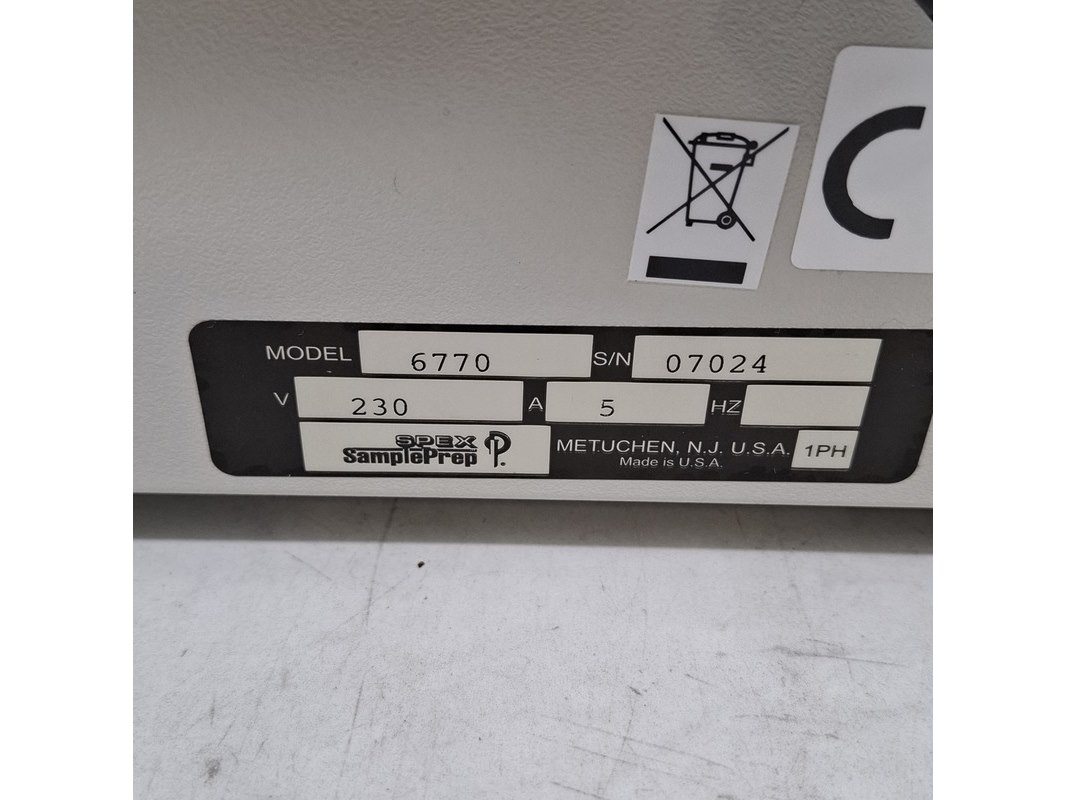 C
MODEL 6770 S/N 07024
V 230 A 5 HZ
SPEX
SamplePrep P. METUCHEN, N.J. U.S.A. 1PH
Made is U.S.A.